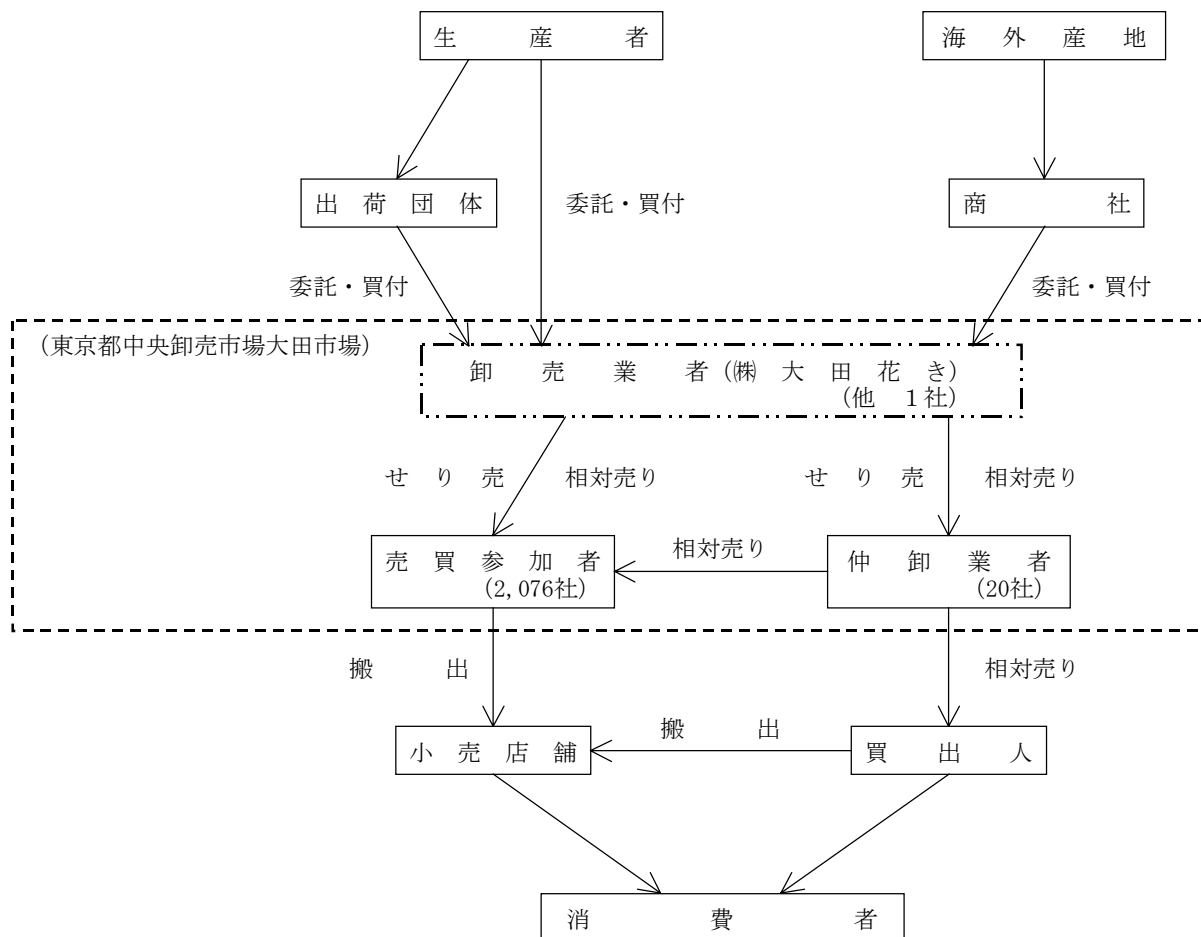 生産者
海外産地
出荷団体
委託・買付
商社
委託・買付
委託・買付
(東京都中央卸売市場大田市場)
卸売業者(㈱大田花き)
(他 1社)
せり売 相対売り
せり売 相対売り
売買参加者
(2,076社)
相対売り
仲卸業者
(20社)
搬出
相対売り
小売店舗
搬出
買出人
消費者